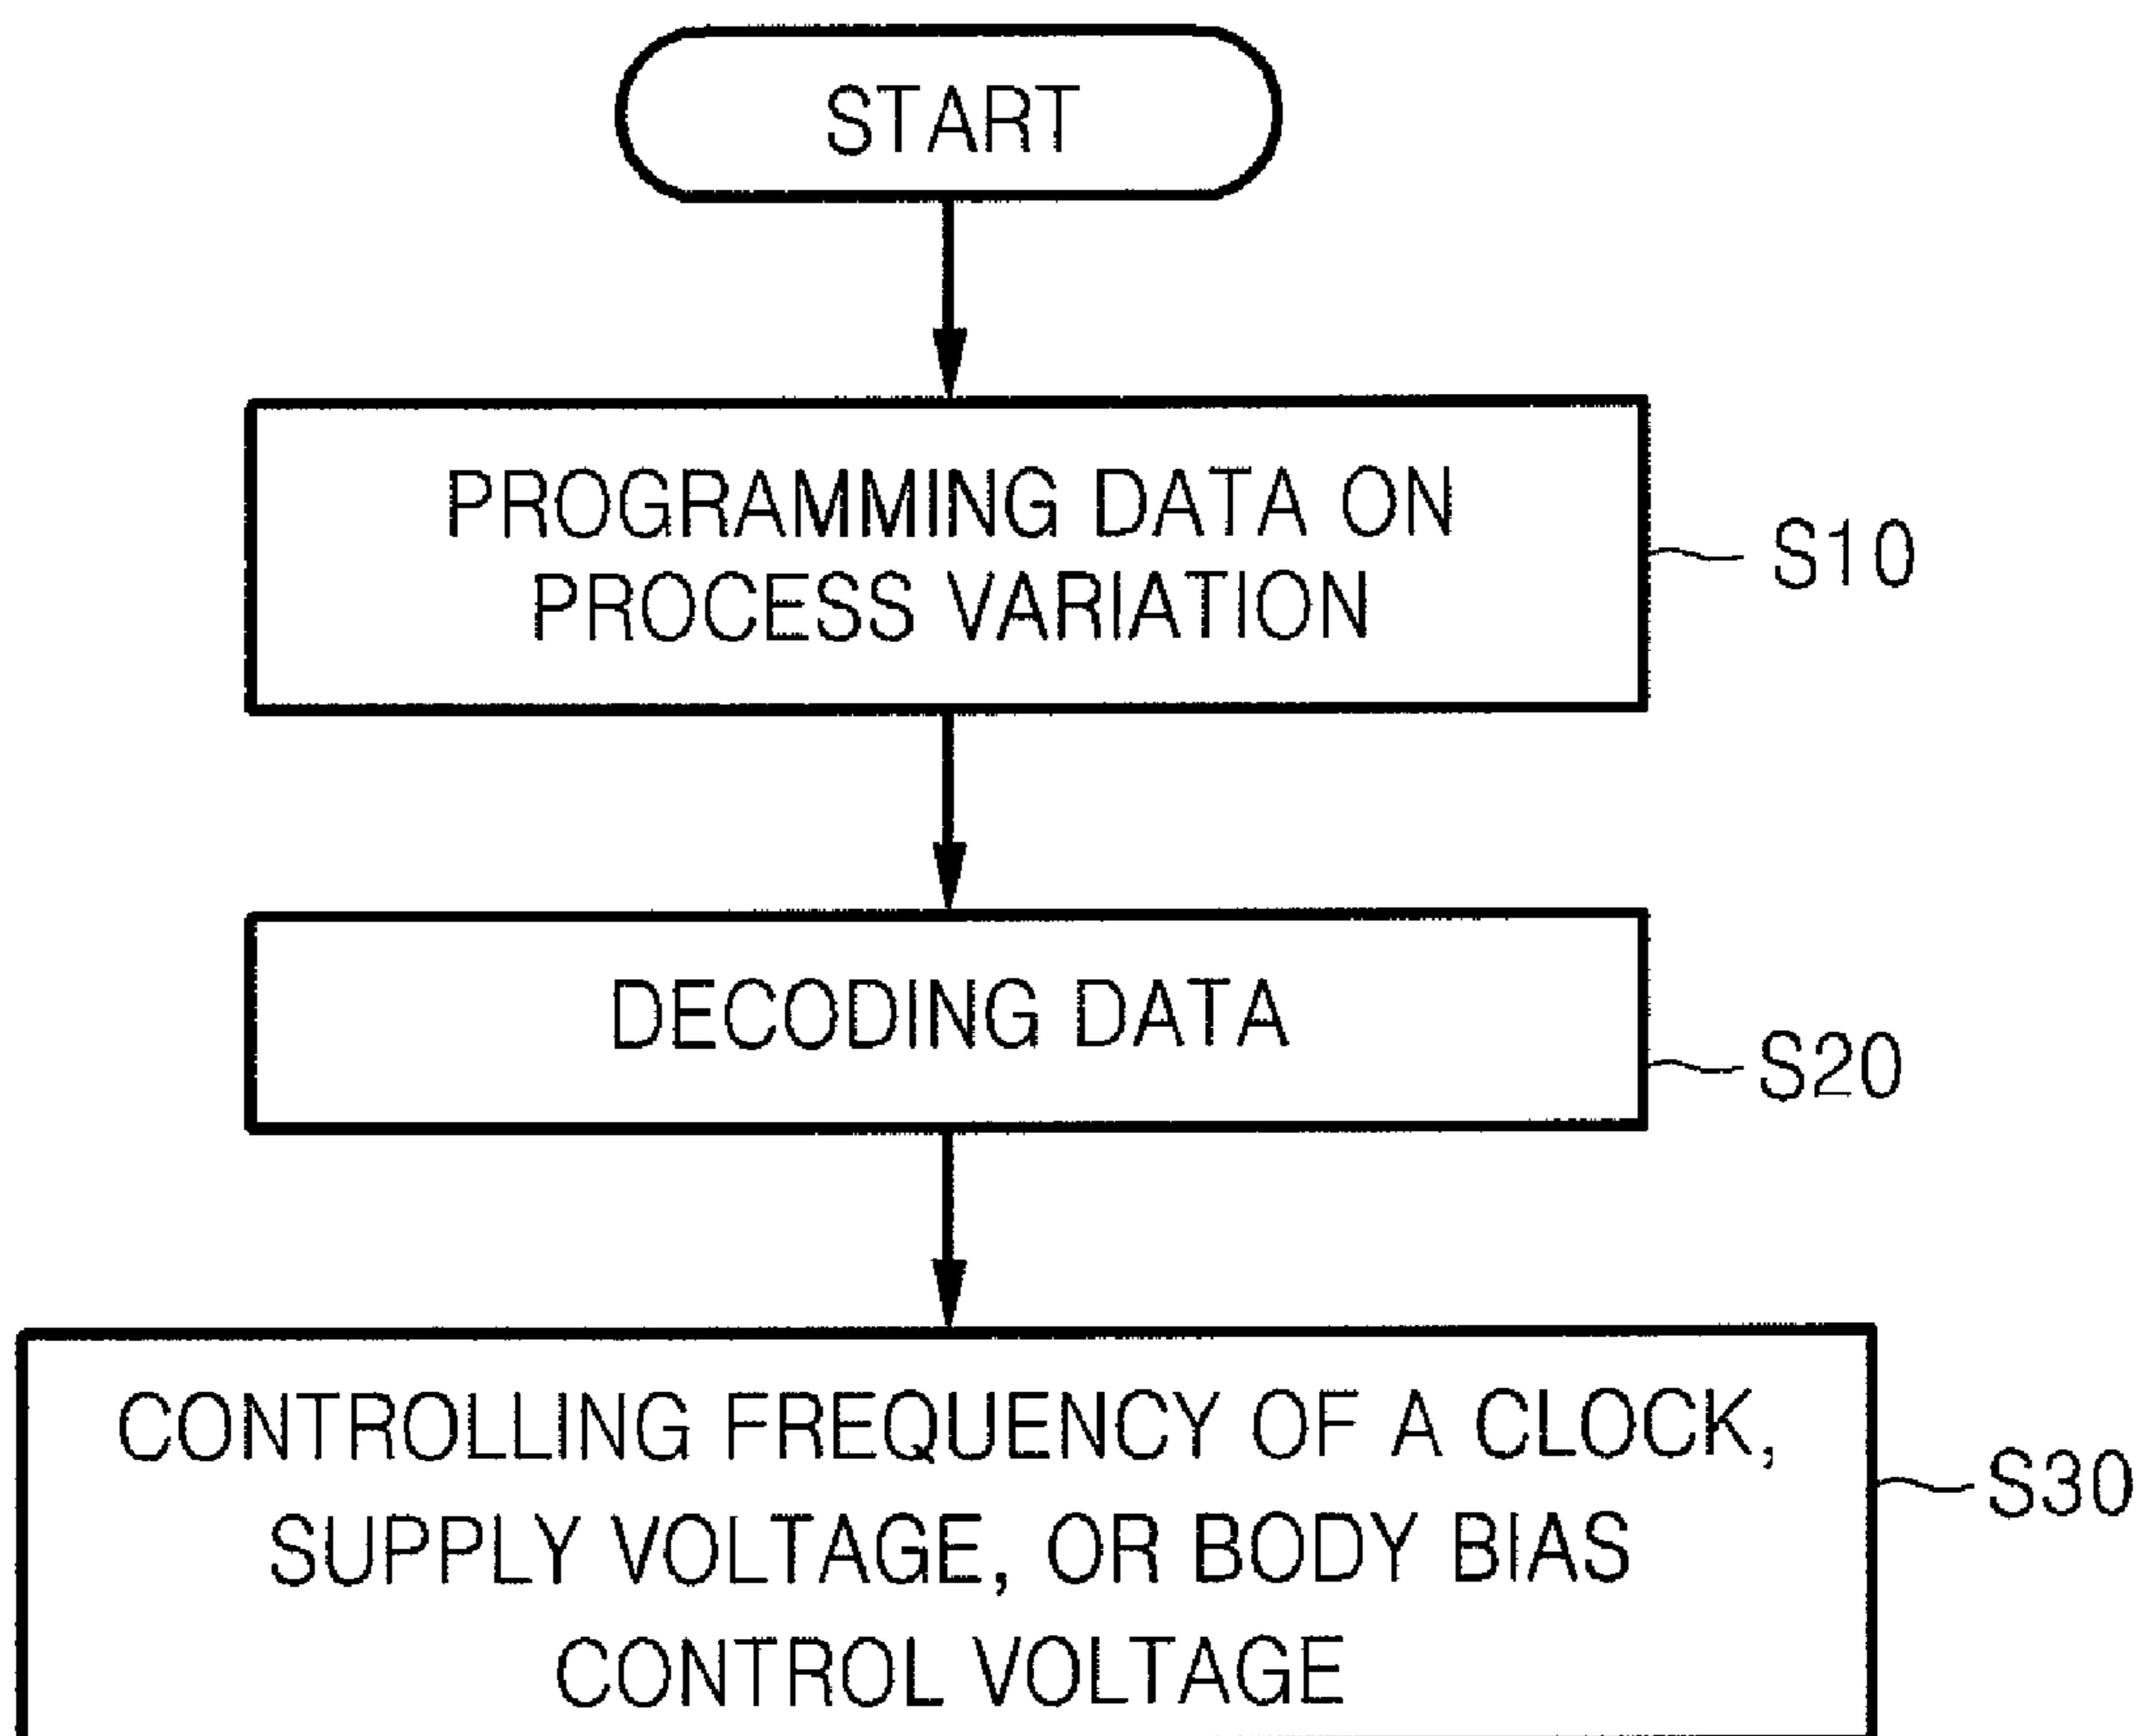 START
PROGRAMMING DATA ON
PROCESS VARIATION
S10
DECODING DATA
S20
CONTROLLING FREQUENCY OF A CLOCK,
SUPPLY VOLTAGE, OR BODY BIAS
CONTROL VOLTAGE
S30